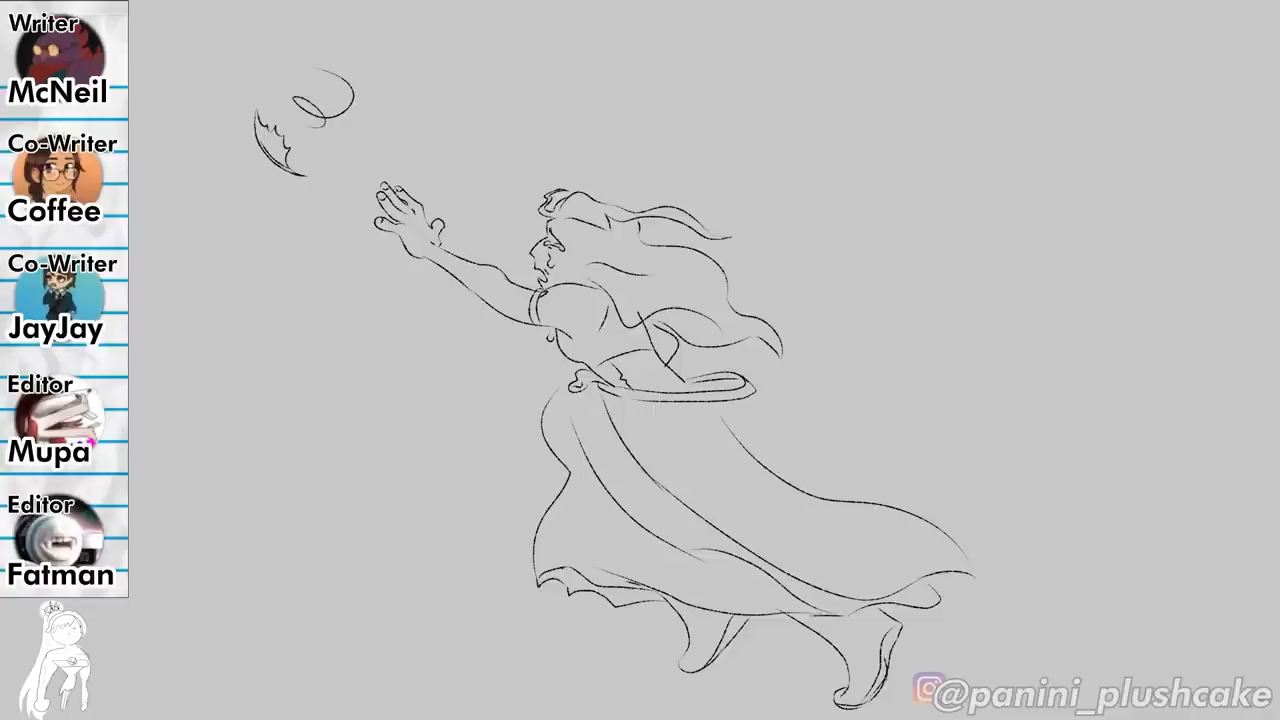 Writer
McNeil
Co-Writer
Coffee
Co-Writer
JayJay
Editor
Mupa
Editor
Fatman
@panini_plushcake